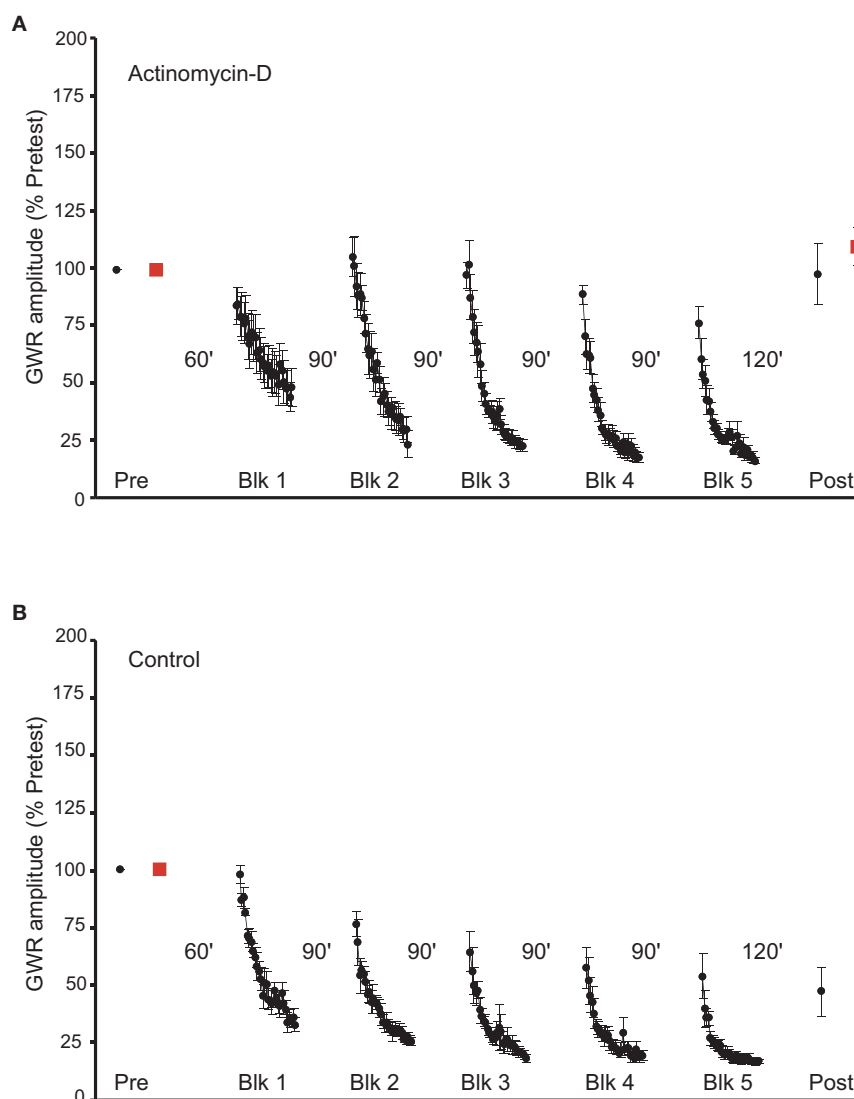 A
GWR amplitude (% Pretest)
200
175
150
125
100
75
50
25
0
Actinomycin-D
60' 90' 90' 90' 90' 120'
Pre Blk 1 Blk 2 Blk 3 Blk 4 Blk 5 Post
B
GWR amplitude (% Pretest)
200
175
150
125
100
75
50
25
0
Control
60' 90' 90' 90' 90' 120'
Pre Blk 1 Blk 2 Blk 3 Blk 4 Blk 5 Post